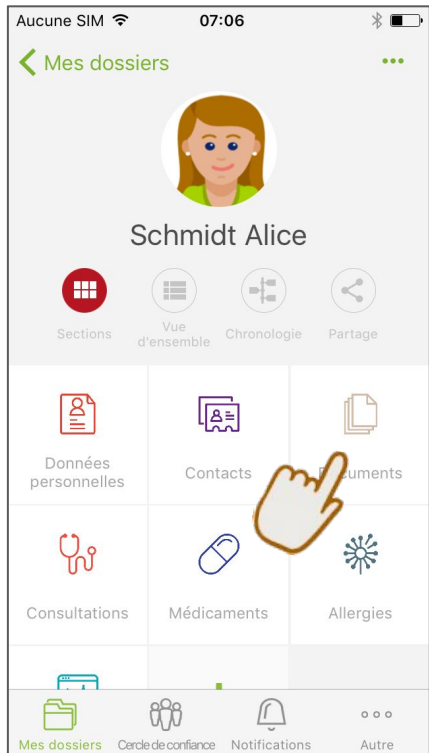 Aucune SIM 07:06
Mes dossiers
Schmidt Alice
Sections Vue d'ensemble Chronologie Partage
Données personnelles
Contacts
Documents
Consultations Médicaments Allergies
Mes dossiers Cercle de confiance Notifications Autre